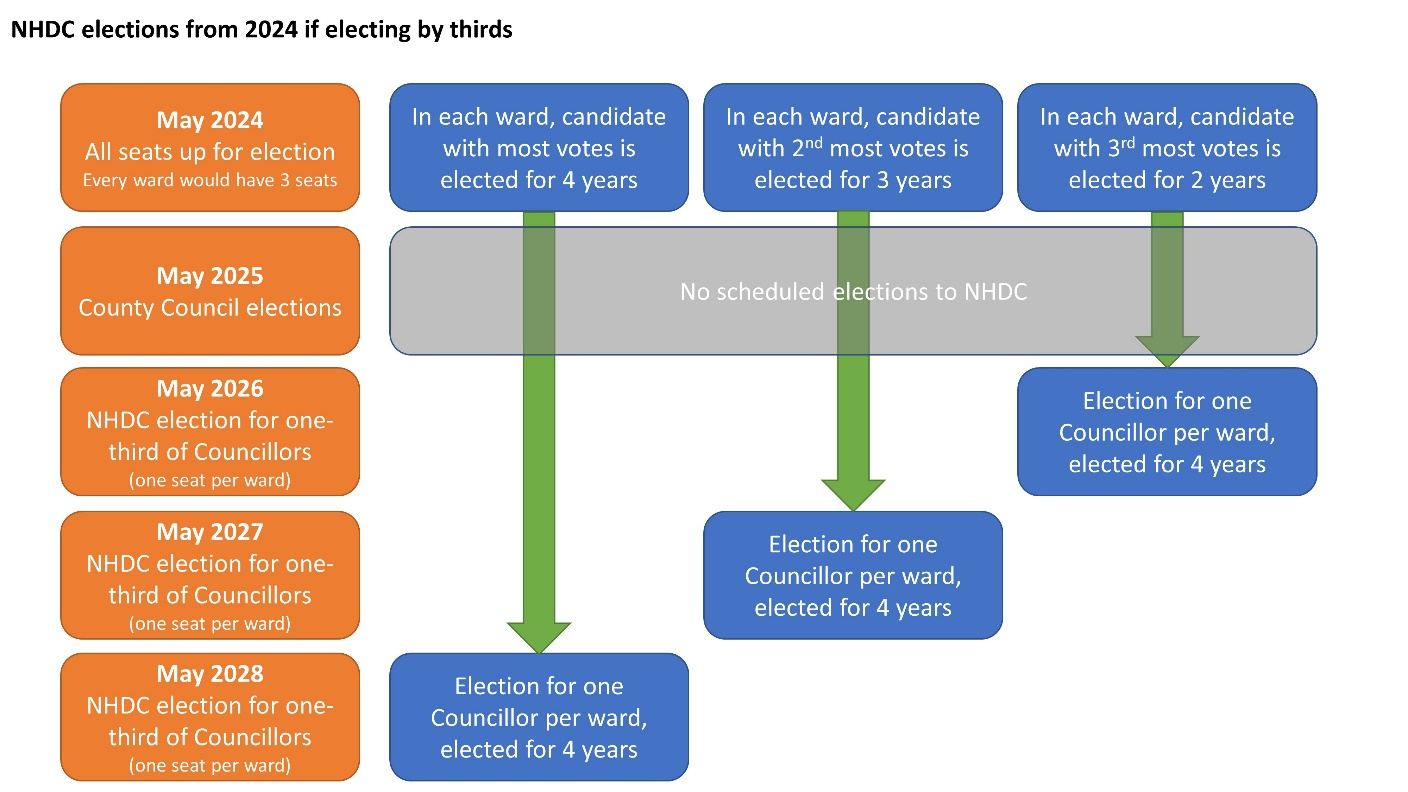 NHDC elections from 2024 if electing by thirds
May 2024
All seats up for election
Every ward would have 3 seats
In each ward, candidate
with most votes is
elected for 4 years
In each ward, candidate
with 2nd most votes is
elected for 3 years
In each ward, candidate
with 3rd most votes is
elected for 2 years
May 2025
County Council elections
No scheduled elections to NHDC
May 2026
NHDC election for one-
third of Councillors
(one seat per ward)
Election for one
Councillor per ward,
elected for 4 years
May 2027
NHDC election for one-
third of Councillors
(one seat per ward)
Election for one
Councillor per ward,
elected for 4 years
May 2028
NHDC election for one-
third of Councillors
(one seat per ward)
Election for one
Councillor per ward,
elected for 4 years